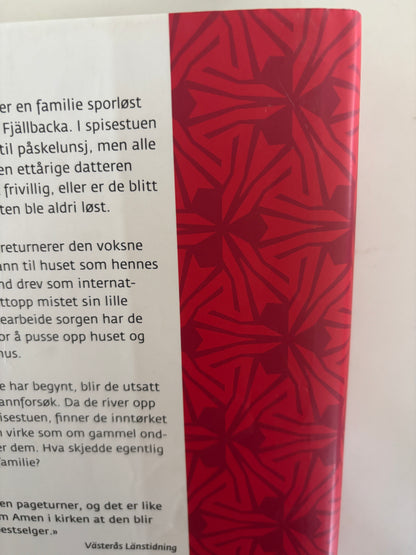 er en familie sporløst
Fjällbacka. I spisestuen
til påskelunsj, men alle
en ettårige datteren
frivillig, eller er de blitt
ten ble aldri løst.
returnerer den voksne
ann til huset som hennes
nd drev som internat-
ttopp mistet sin lille
earbeide sorgen har de
or å pusse opp huset og
nus.
e har begynt, blir de utsatt
annforsøk. Da de river opp
isestuen, finner de inntørket
n virke som om gammel ond-
er dem. Hva skjedde egentlig
familie?
en pageturner, og det er like
m Amen i kirken at den blir
estselger.»
Västerås Länstidning